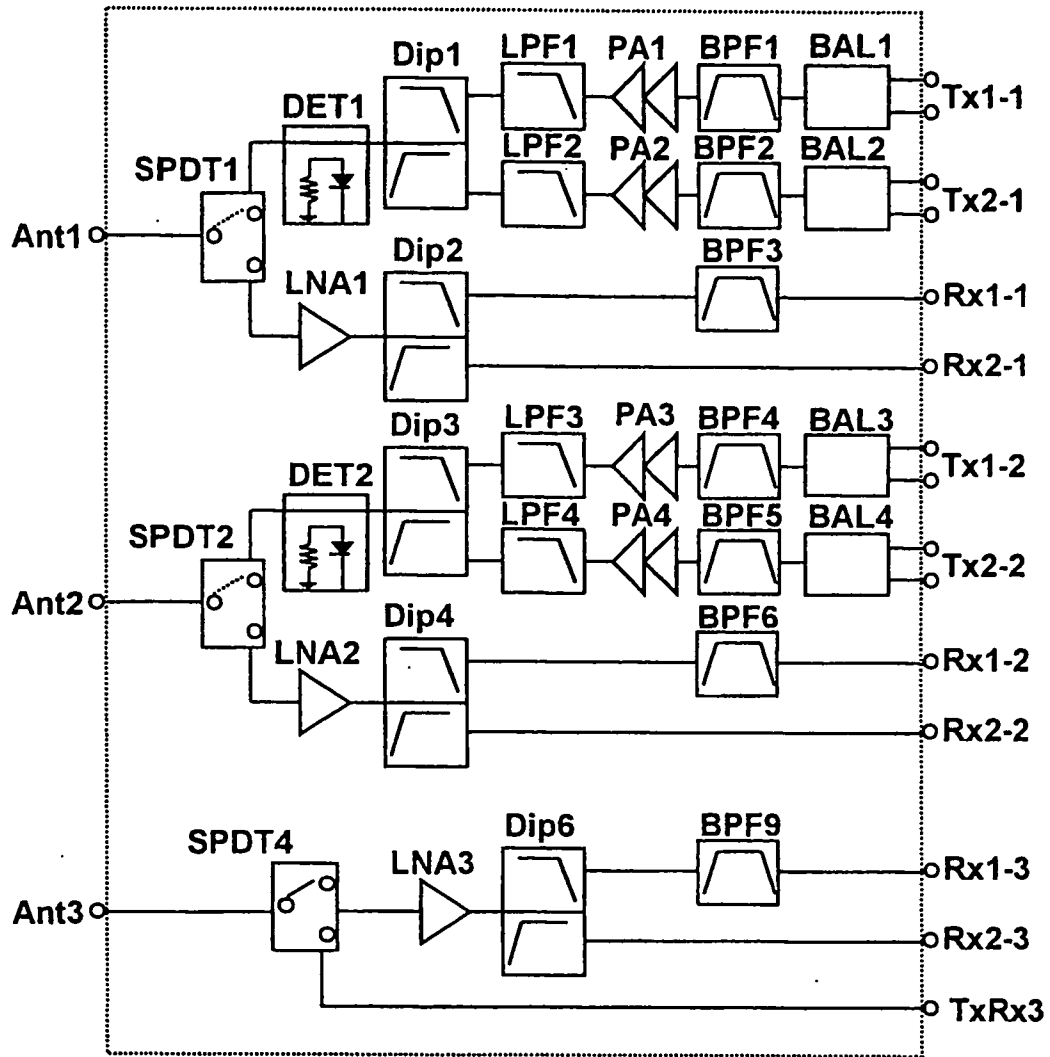 Dip1 LPF1 PA1 BPF1 BAL1
Tx1-1
DET1
LPF2 PA2 BPF2 BAL2
SPDT1
Tx2-1
Ant1
Dip2 BPF3
LNA1
Rx1-1
Rx2-1
Dip3 LPF3 PA3 BPF4 BAL3
Tx1-2
DET2
LPF4 PA4 BPF5 BAL4
SPDT2
Tx2-2
Ant2
Dip4 BPF6
LNA2
Rx1-2
Rx2-2
Dip6 BPF9
SPDT4
LNA3
Rx1-3
Ant3
Rx2-3
TxRx3